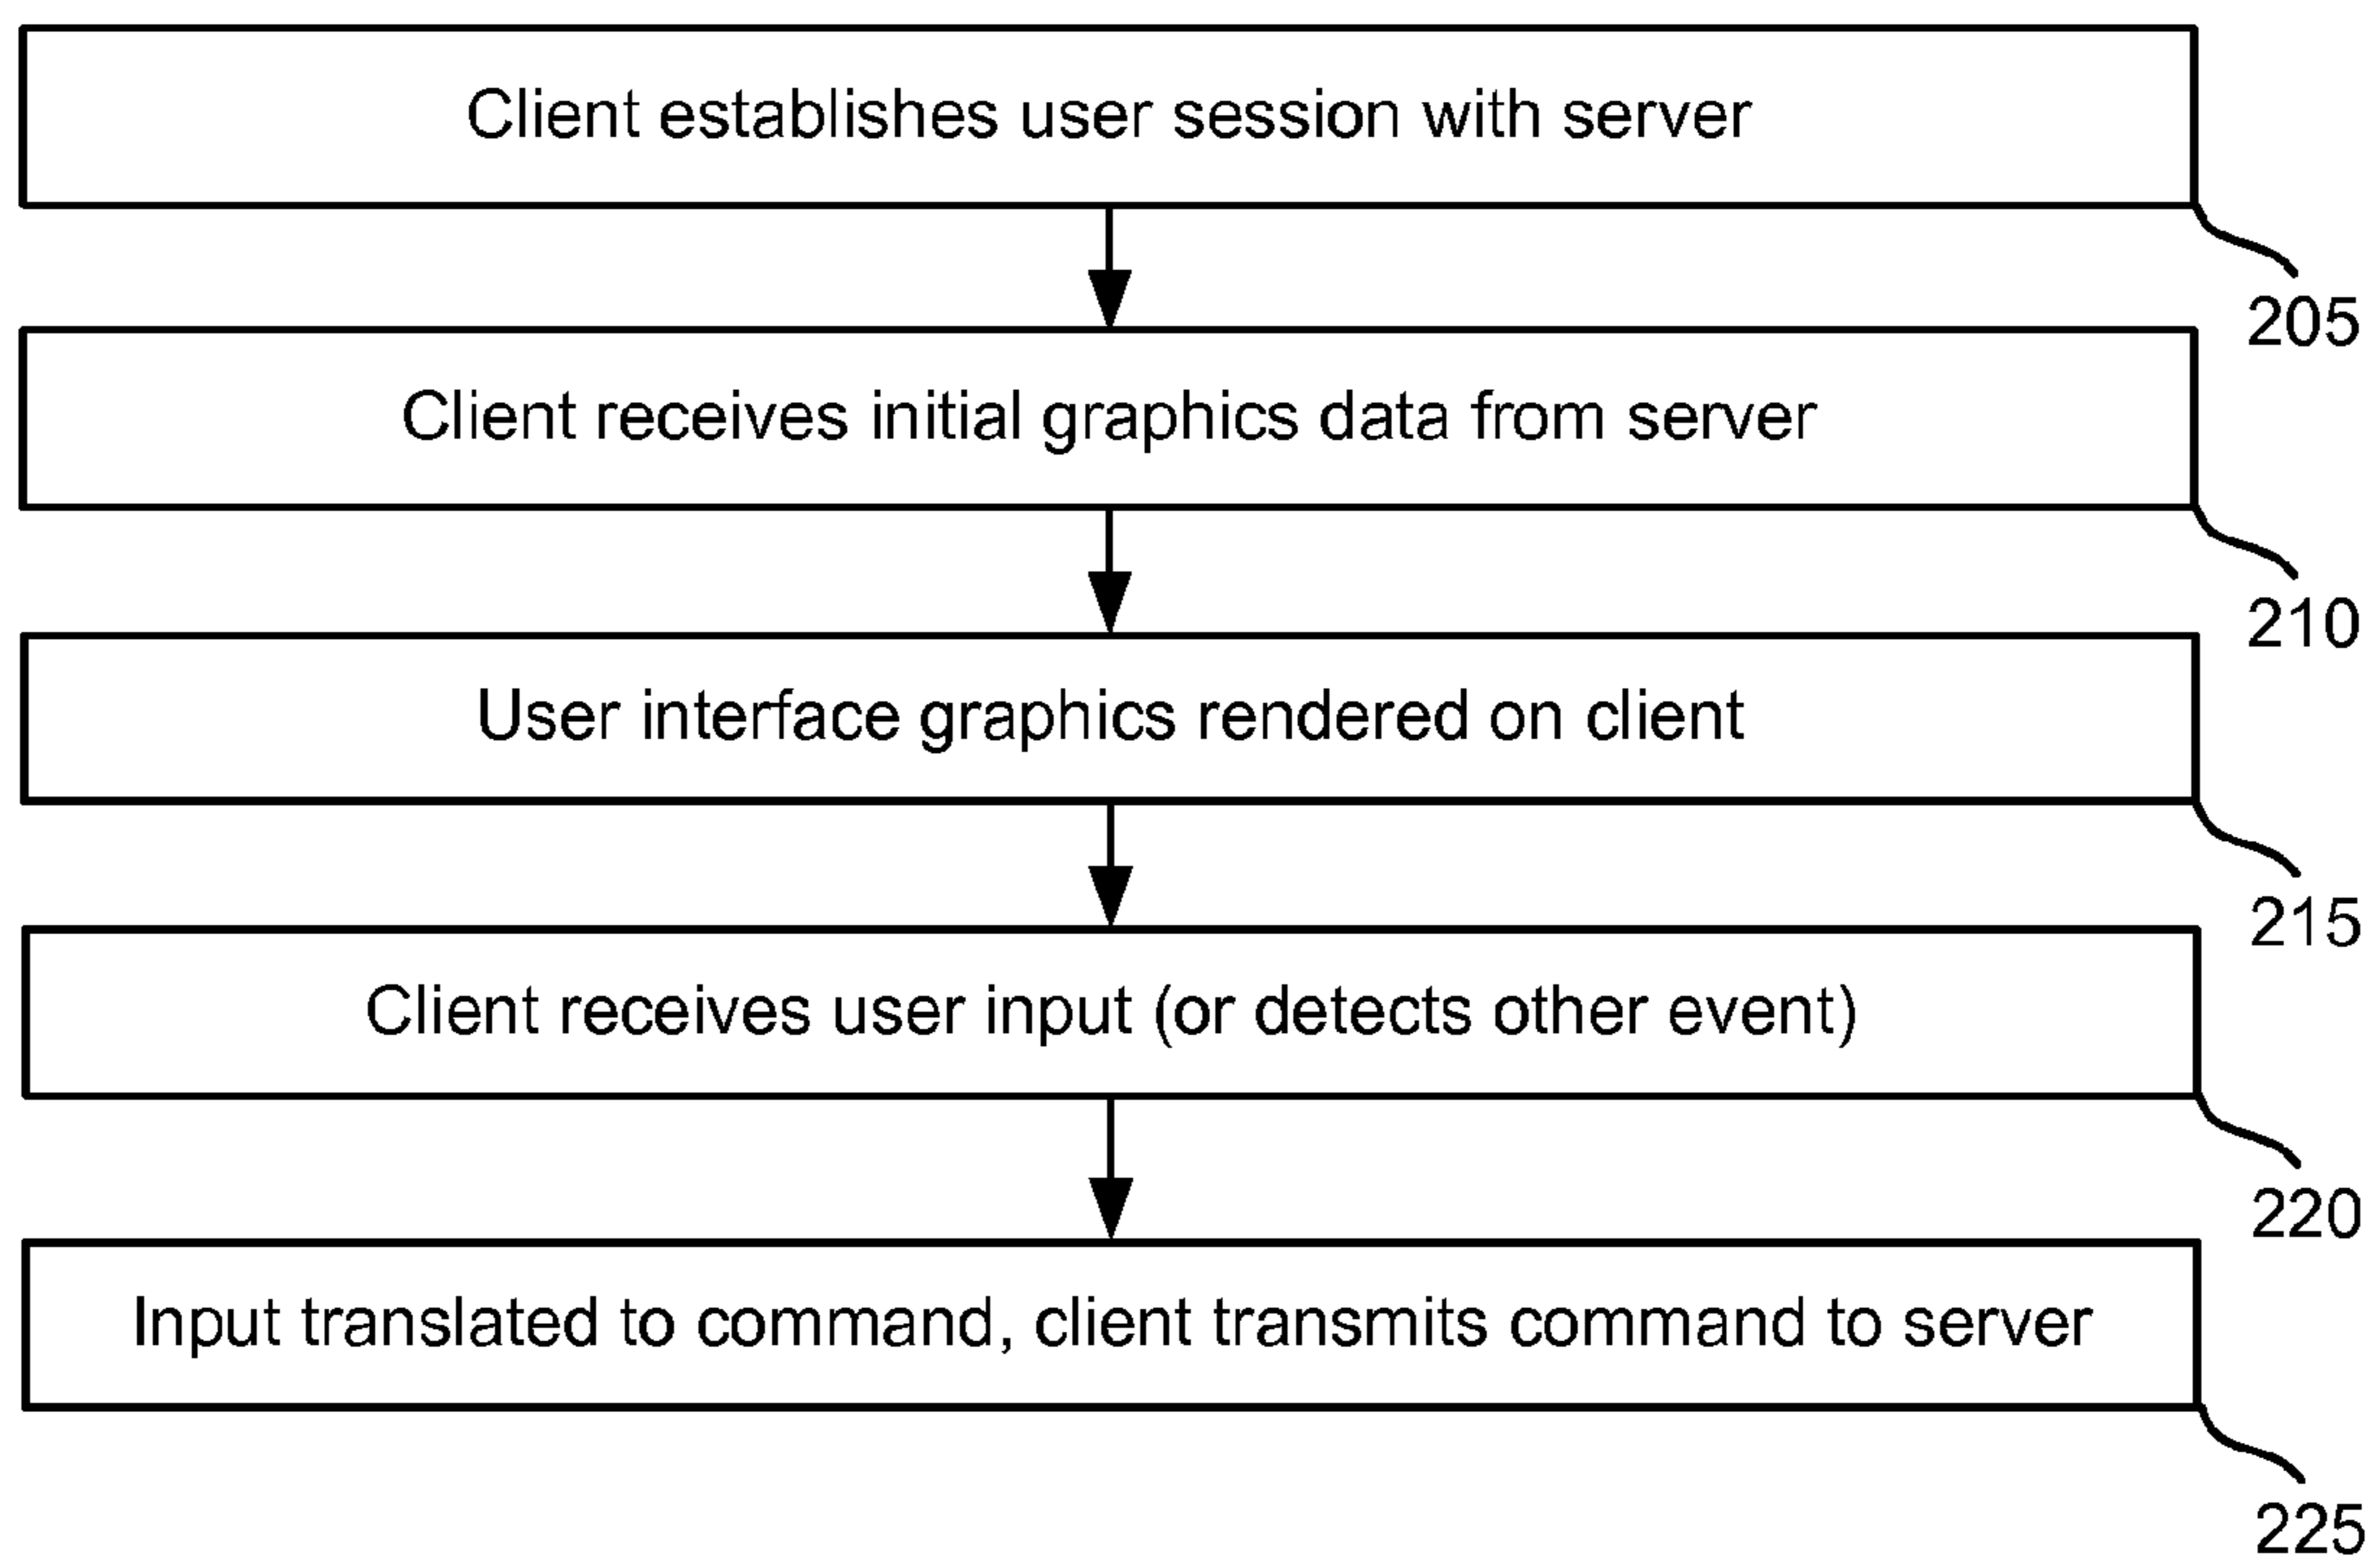 Client establishes user session with server
205
Client receives initial graphics data from server
210
User interface graphics rendered on client
215
Client receives user input (or detects other event)
220
Input translated to command, client transmits command to server
225